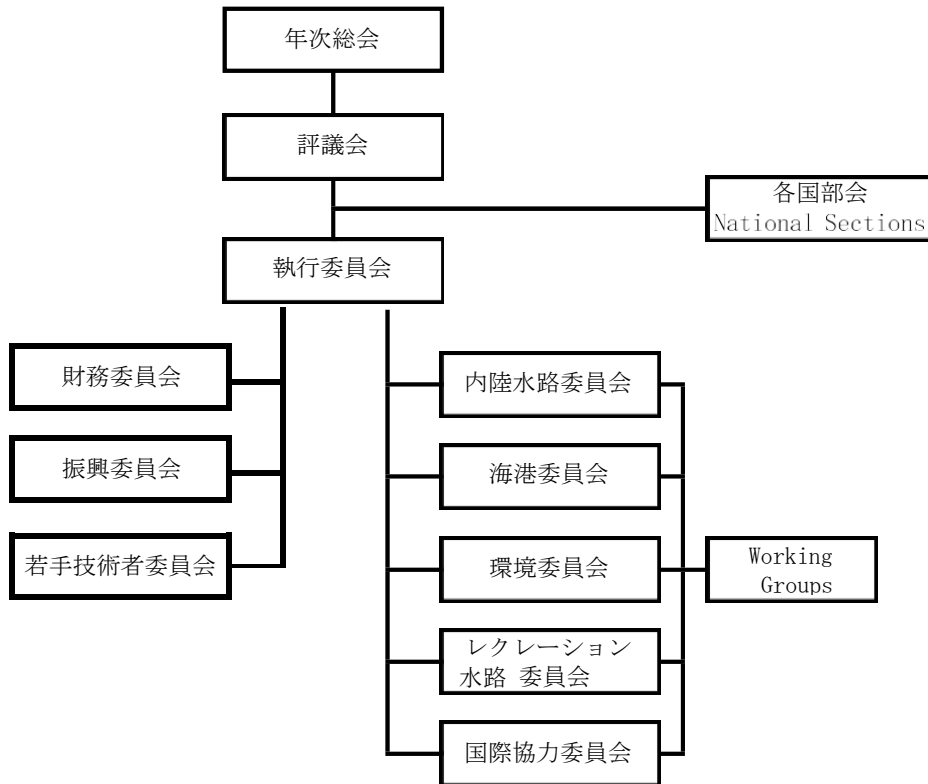 年次総会
評議会
各国部会
National Sections
執行委員会
財務委員会
振興委員会
若手技術者委員会
内陸水路委員会
海港委員会
環境委員会
レクレーション
水路 委員会
国際協力委員会
Working
Groups